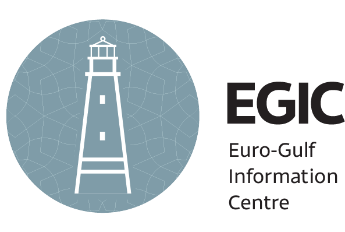 EGIC
Euro-Gulf
Information
Centre